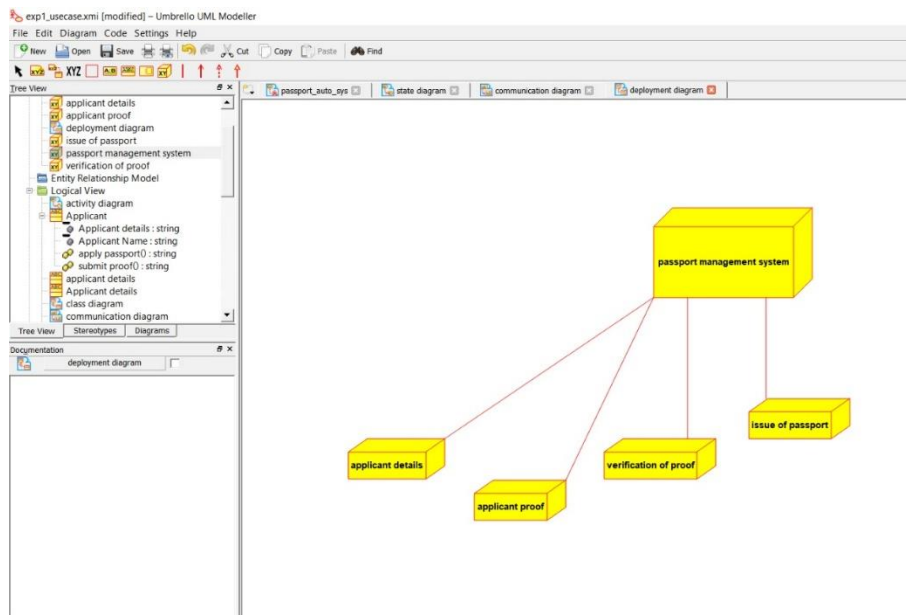 exp1_usecase.xmi [modified] – Umbrello UML Modeller
File Edit Diagram Code Settings Help
New Open Save Cut Copy Paste Find
XYZ
Tree View
passport_auto_sys state diagram communication diagram deployment diagram
applicant details
applicant proof
deployment diagram
issue of passport
passport management system
verification of proof
Entity Relationship Model
Logical View
activity diagram
Applicant
Applicant details : string
Applicant Name : string
apply passport() : string
submit proof() : string
applicant details
Applicant details
class diagram
communication diagram
Tree View Stereotypes Diagrams
Documentation
deployment diagram
passport management system
issue of passport
applicant details
verification of proof
applicant proof